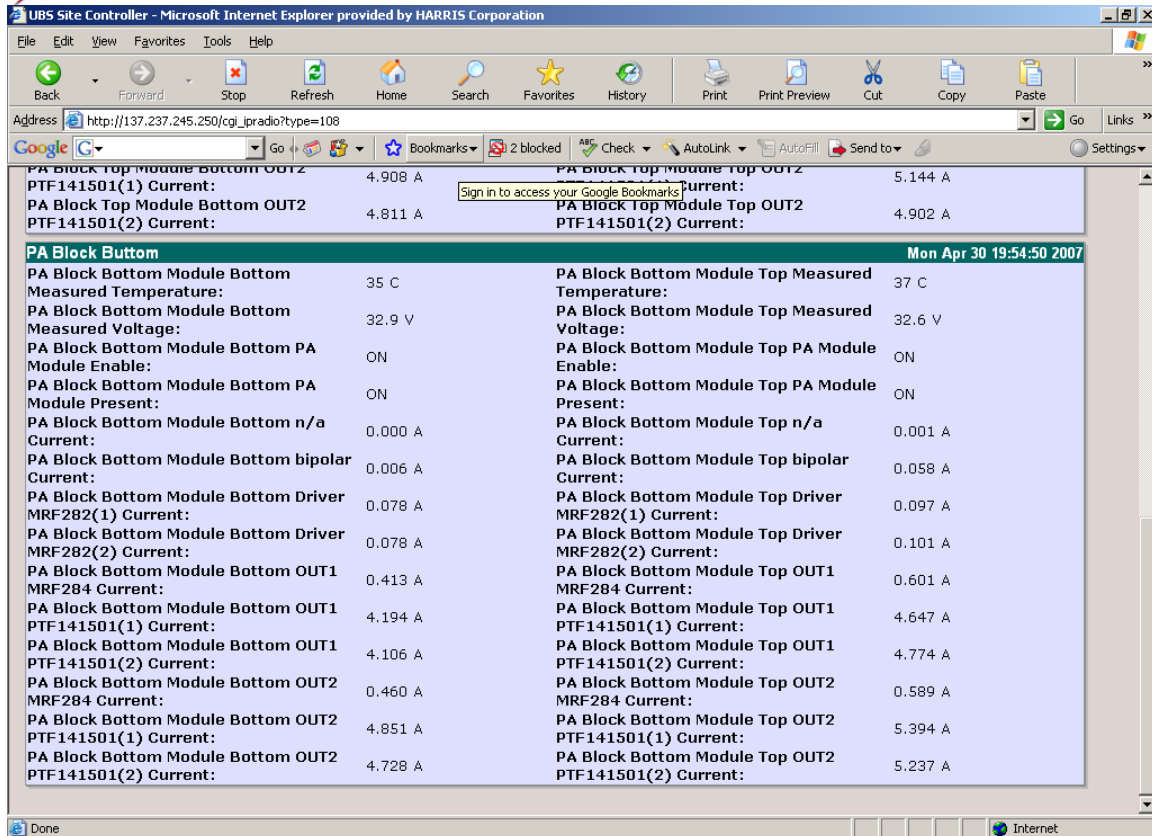 UBS Site Controller - Microsoft Internet Explorer provided by HARRIS Corporation
File Edit View Favorites Tools Help
Back Forward Stop Refresh Home Search Favorites History Print Print Preview Cut Copy Paste
Address http://137.237.245.250/cgi_ipradio?type=108 Go Links
Google G Go Bookmarks 2 blocked ABC Check AutoLink AutoFill Send to Settings
PA Block Top Module Bottom OUT2 PA Block Top Module Top OUT2
PTF141501(1) Current: 4.908 A Current: 5.144 A
Sign in to access your Google Bookmarks
PA Block Top Module Bottom OUT2 PA Block Top Module Top OUT2
PTF141501(2) Current: 4.811 A PTF141501(2) Current: 4.902 A
PA Block Buttom Mon Apr 30 19:54:50 2007
PA Block Bottom Module Bottom PA Block Bottom Module Top Measured
Measured Temperature: 35 C Temperature: 37 C
PA Block Bottom Module Bottom PA Block Bottom Module Top Measured
Measured Voltage: 32.9 V Voltage: 32.6 V
PA Block Bottom Module Bottom PA PA Block Bottom Module Top PA Module
Module Enable: ON Enable: ON
PA Block Bottom Module Bottom PA PA Block Bottom Module Top PA Module
Module Present: ON Present: ON
PA Block Bottom Module Bottom n/a PA Block Bottom Module Top n/a
Current: 0.000 A Current: 0.001 A
PA Block Bottom Module Bottom bipolar PA Block Bottom Module Top bipolar
Current: 0.006 A Current: 0.058 A
PA Block Bottom Module Bottom Driver PA Block Bottom Module Top Driver
MRF282(1) Current: 0.078 A MRF282(1) Current: 0.097 A
PA Block Bottom Module Bottom Driver PA Block Bottom Module Top Driver
MRF282(2) Current: 0.078 A MRF282(2) Current: 0.101 A
PA Block Bottom Module Bottom OUT1 PA Block Bottom Module Top OUT1
MRF284 Current: 0.413 A MRF284 Current: 0.601 A
PA Block Bottom Module Bottom OUT1 PA Block Bottom Module Top OUT1
PTF141501(1) Current: 4.194 A PTF141501(1) Current: 4.647 A
PA Block Bottom Module Bottom OUT1 PA Block Bottom Module Top OUT1
PTF141501(2) Current: 4.106 A PTF141501(2) Current: 4.774 A
PA Block Bottom Module Bottom OUT2 PA Block Bottom Module Top OUT2
MRF284 Current: 0.460 A MRF284 Current: 0.589 A
PA Block Bottom Module Bottom OUT2 PA Block Bottom Module Top OUT2
PTF141501(1) Current: 4.851 A PTF141501(1) Current: 5.394 A
PA Block Bottom Module Bottom OUT2 PA Block Bottom Module Top OUT2
PTF141501(2) Current: 4.728 A PTF141501(2) Current: 5.237 A
Done Internet